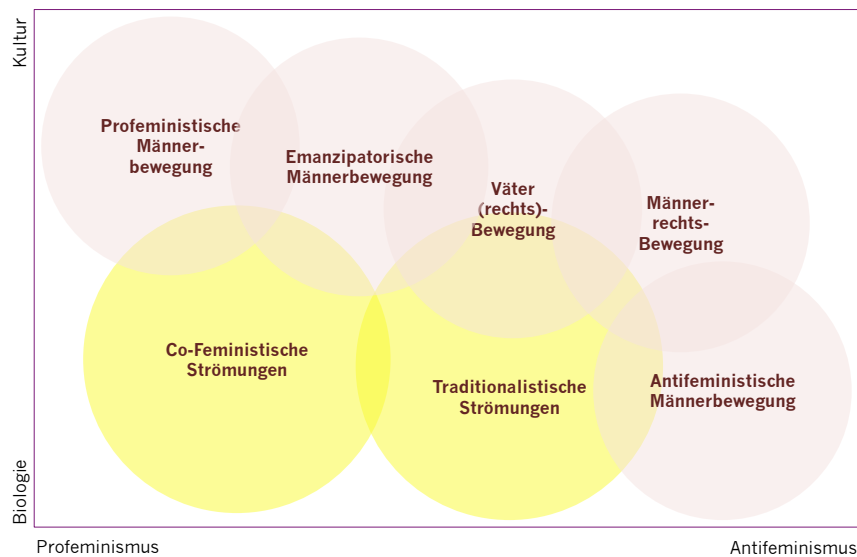 Kultur
Profeministische
Männer-
bewegung
Emanzipatorische
Männerbewegung
Väter
(rechts)-
Bewegung
Männer-
rechts-
Bewegung
Co-Feministische
Strömungen
Traditionalistische
Strömungen
Antifeministische
Männerbewegung
Biologie
Profeminismus
Antifeminismus